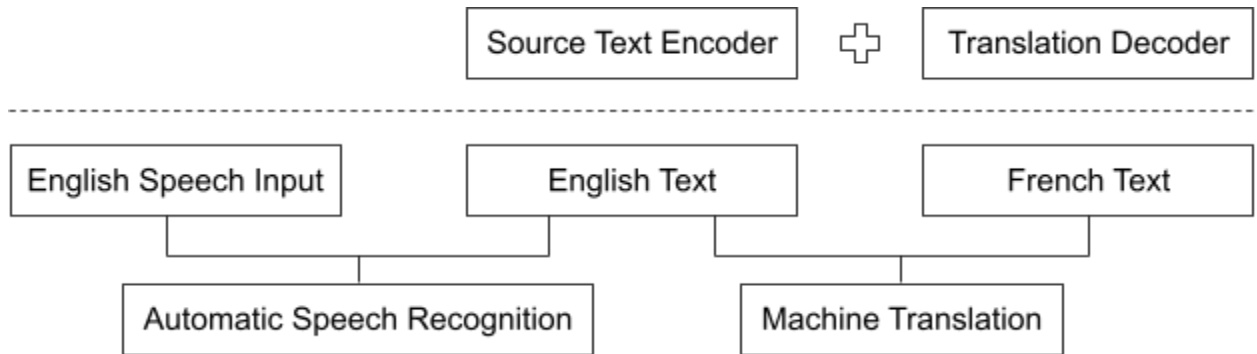 Source Text Encoder
Translation Decoder
English Speech Input
English Text
French Text
Automatic Speech Recognition
Machine Translation